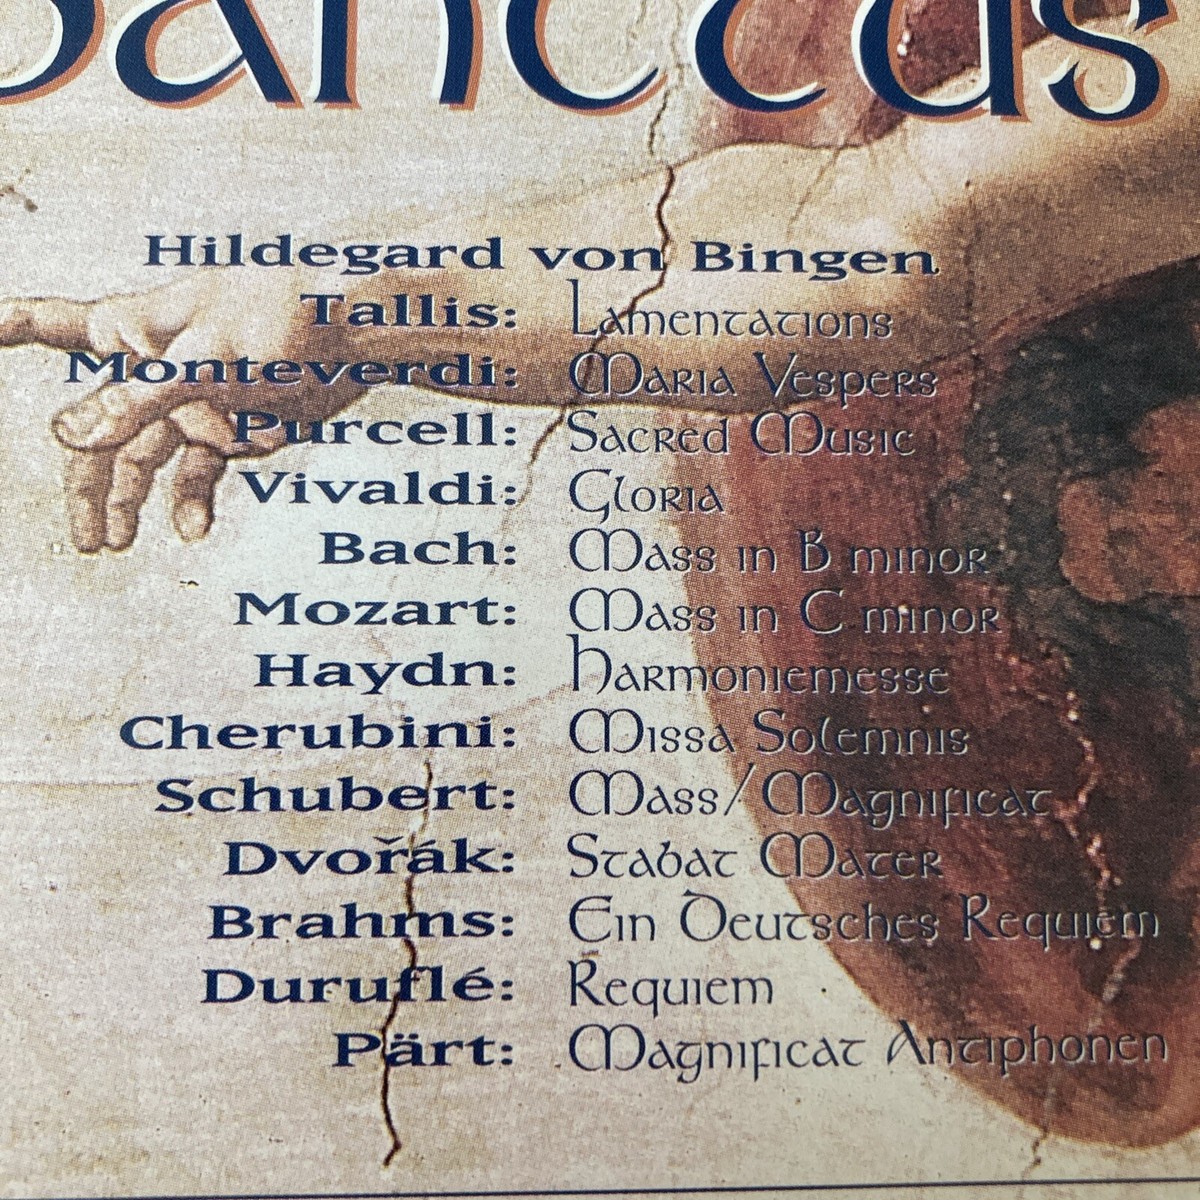 Sanctus
Hildegard von Bingen
Tallis: Lamentations
Monteverdi: Maria Vespers
Purcell: Sacred Music
Vivaldi: Gloria
Bach: Mass in B minor
Mozart: Mass in C minor
Haydn: Harmoniemesse
Cherubini: Missa Solemnis
Schubert: Mass/Magnificat
Dvořák: Stabat Mater
Brahms: Ein Deutsches Requiem
Duruflé: Requiem
Pärt: Magnificat Antiphonen